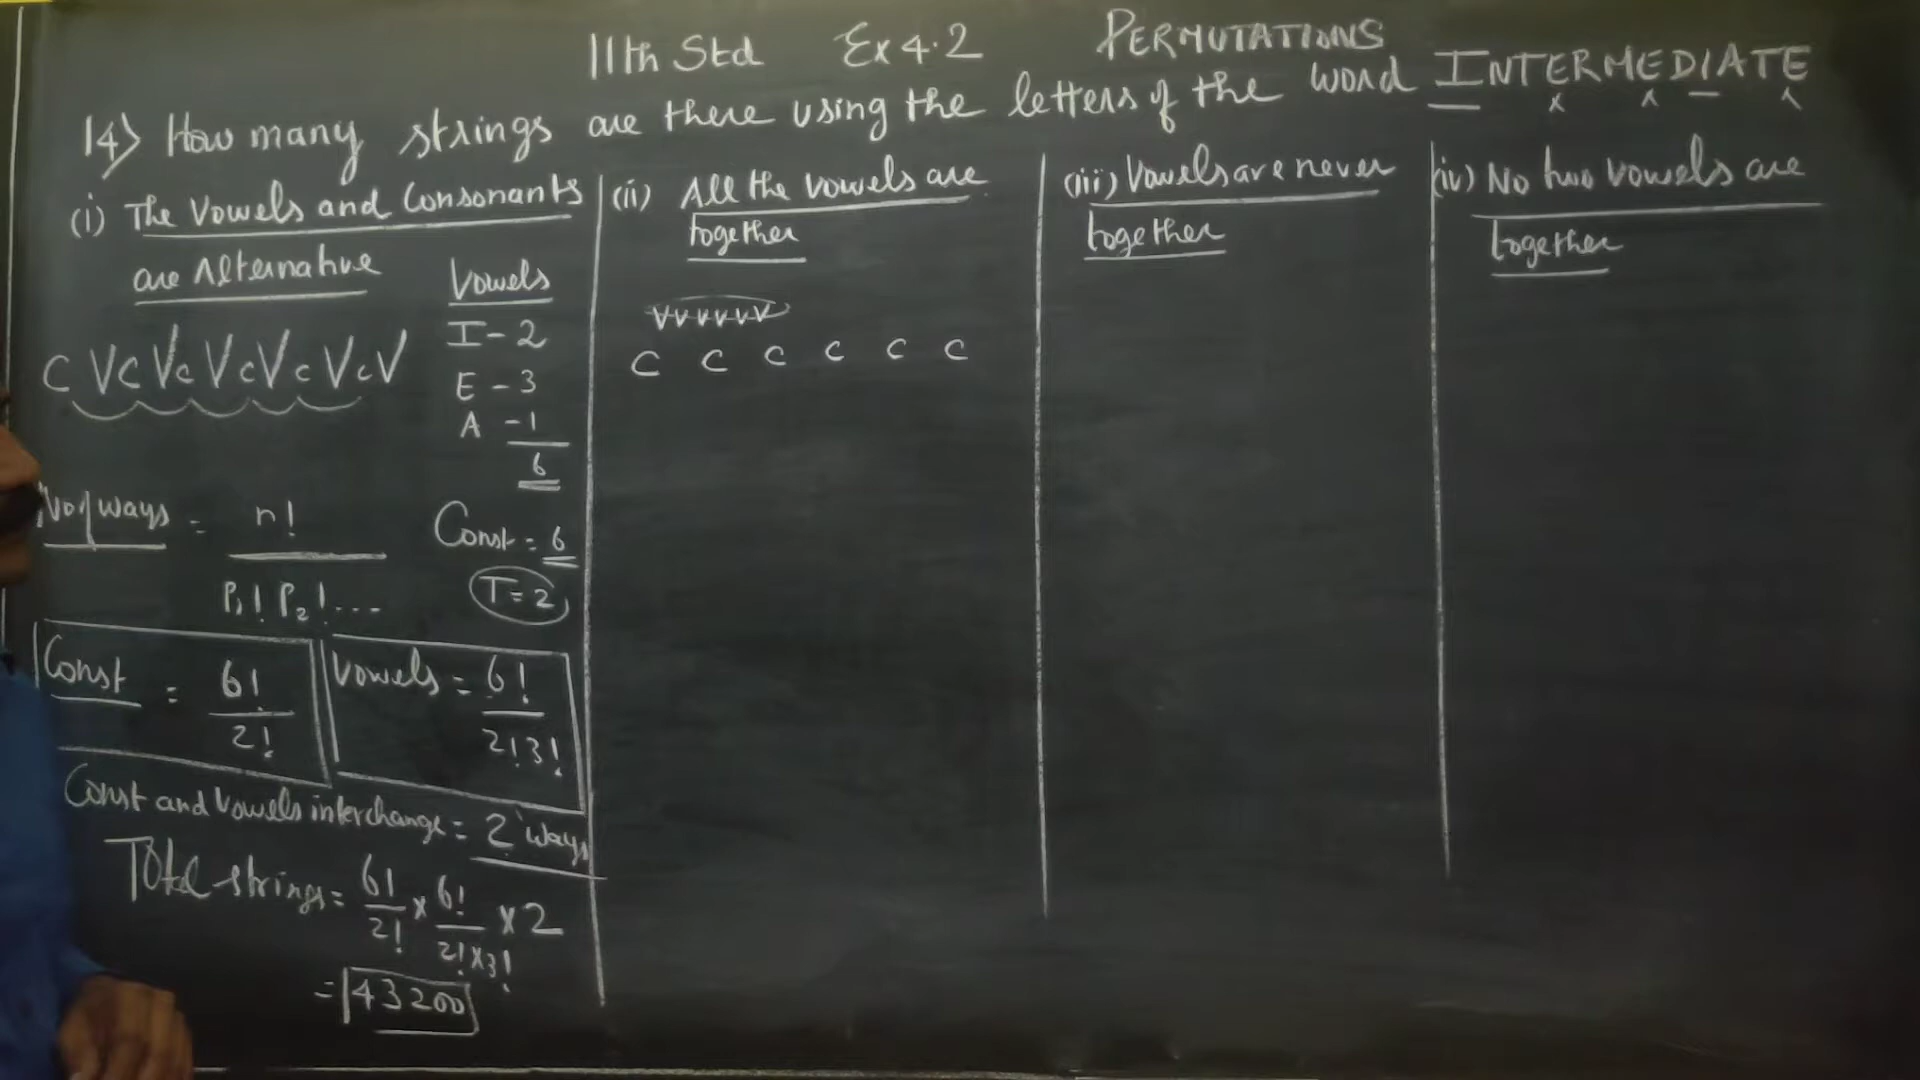 11th Std Ex 4.2 PERMUTATIONS
14) How many strings are there using the letters of the word INTERMEDIATE
(i) The Vowels and Consonants
are Alternative
C V C V C V C V C V C V
Vowels
I - 2
E - 3
A - 1
6
No of ways = n!
P₁! P₂! ....
Const = 6
T = 2
Const = 6!
2!
Vowels = 6!
2! 3!
Const and Vowels interchange = 2 ways
Total strings = 6!/2! x 6!/2! x 3! x 2
= 43200
(ii) All the vowels are
together
V V V V V V
C C C C C C
(iii) Vowels are never
together
(iv) No two vowels are
together